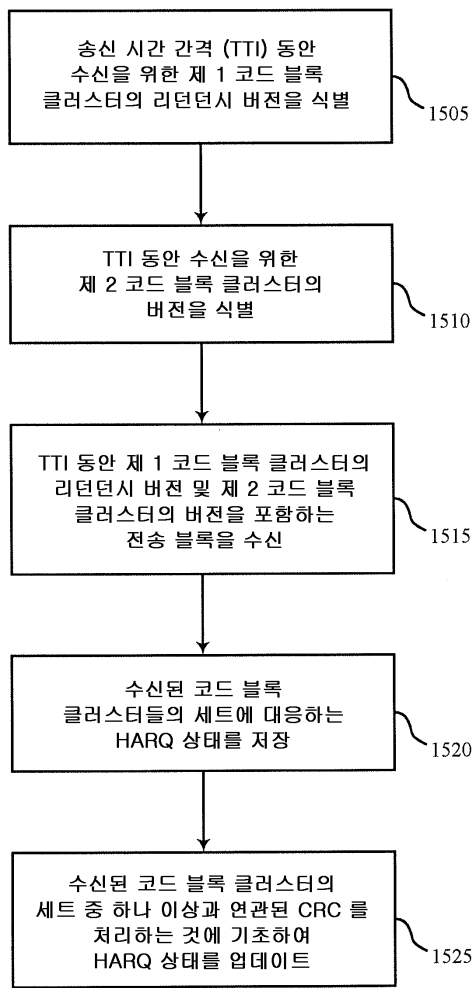 송신 시간 간격 (TTI) 동안
수신을 위한 제 1 코드 블록
클러스터의 리던던시 버전을 식별
1505
TTI 동안 수신을 위한
제 2 코드 블록 클러스터의
버전을 식별
1510
TTI 동안 제 1 코드 블록 클러스터의
리던던시 버전 및 제 2 코드 블록
클러스터의 버전을 포함하는
전송 블록을 수신
1515
수신된 코드 블록
클러스터들의 세트에 대응하는
HARQ 상태를 저장
1520
수신된 코드 블록 클러스터의
세트 중 하나 이상과 연관된 CRC 를
처리하는 것에 기초하여
HARQ 상태를 업데이트
1525